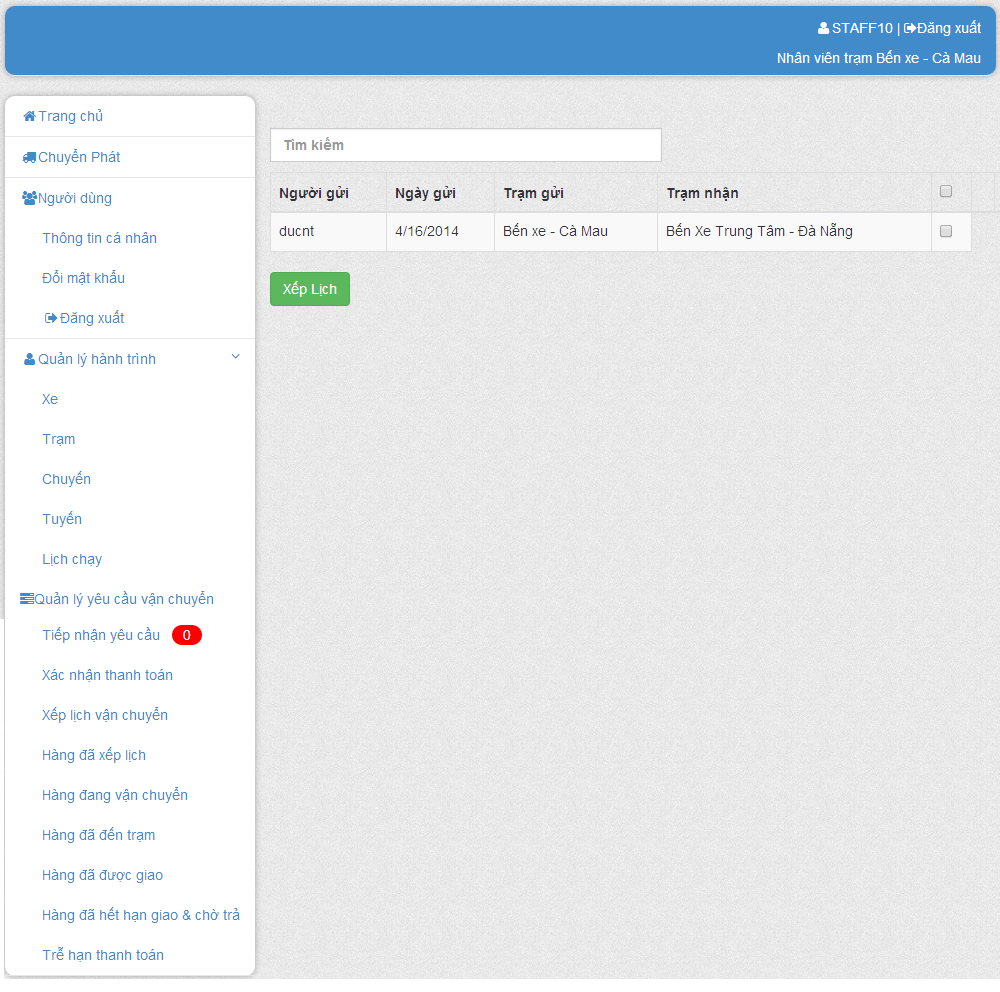 STAFF10 | Đăng xuất
Nhân viên trạm Bến xe - Cà Mau
Trang chủ
Chuyển Phát
Người dùng
Thông tin cá nhân
Đổi mật khẩu
Đăng xuất
Quản lý hành trình
Xe
Trạm
Chuyến
Tuyến
Lịch chạy
Quản lý yêu cầu vận chuyển
Tiếp nhận yêu cầu 0
Xác nhận thanh toán
Xếp lịch vận chuyển
Hàng đã xếp lịch
Hàng đang vận chuyển
Hàng đã đến trạm
Hàng đã được giao
Hàng đã hết hạn giao & chờ trả
Trễ hạn thanh toán
Tìm kiếm
Người gửi Ngày gửi Trạm gửi Trạm nhận
ducnt 4/16/2014 Bến xe - Cà Mau Bến Xe Trung Tâm - Đà Nẵng
Xếp Lịch